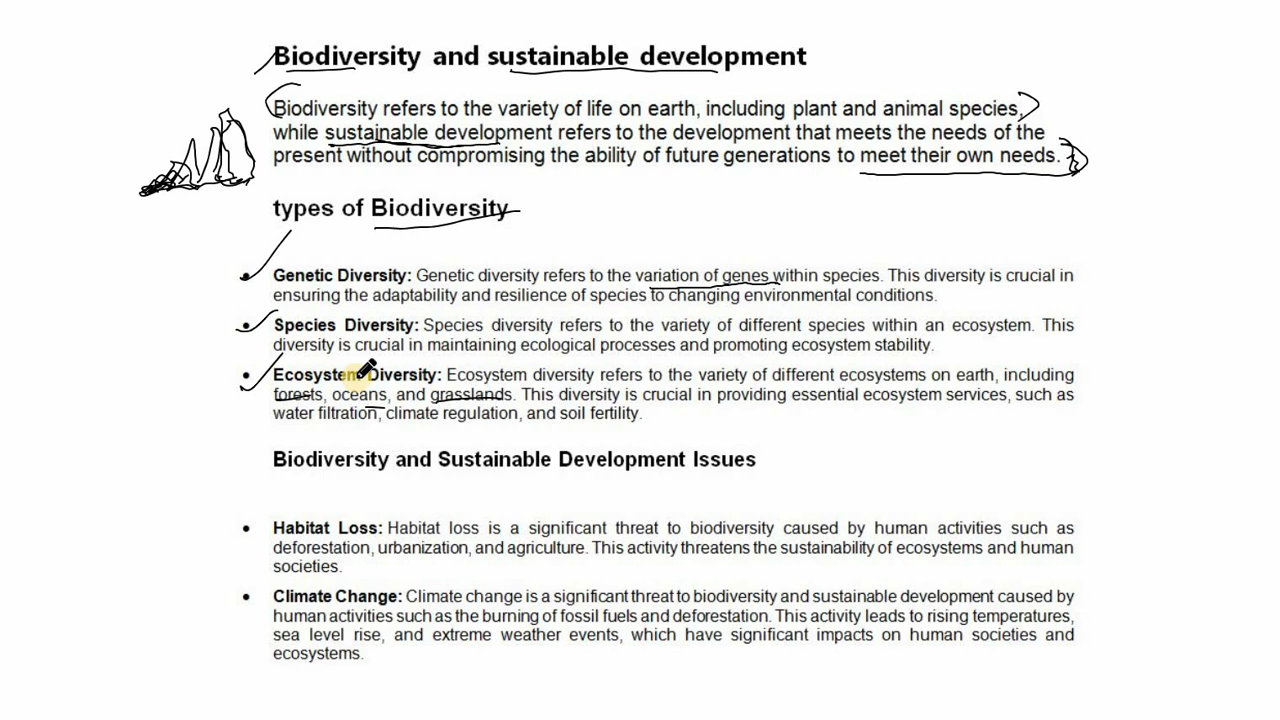 Biodiversity and sustainable development
Biodiversity refers to the variety of life on earth, including plant and animal species,
while sustainable development refers to the development that meets the needs of the
present without compromising the ability of future generations to meet their own needs.
types of Biodiversity
• Genetic Diversity: Genetic diversity refers to the variation of genes within species. This diversity is crucial in
ensuring the adaptability and resilience of species to changing environmental conditions.
• Species Diversity: Species diversity refers to the variety of different species within an ecosystem. This
diversity is crucial in maintaining ecological processes and promoting ecosystem stability.
• Ecosystem Diversity: Ecosystem diversity refers to the variety of different ecosystems on earth, including
forests, oceans, and grasslands. This diversity is crucial in providing essential ecosystem services, such as
water filtration, climate regulation, and soil fertility.
Biodiversity and Sustainable Development Issues
• Habitat Loss: Habitat loss is a significant threat to biodiversity caused by human activities such as
deforestation, urbanization, and agriculture. This activity threatens the sustainability of ecosystems and human
societies.
• Climate Change: Climate change is a significant threat to biodiversity and sustainable development caused by
human activities such as the burning of fossil fuels and deforestation. This activity leads to rising temperatures,
sea level rise, and extreme weather events, which have significant impacts on human societies and
ecosystems.